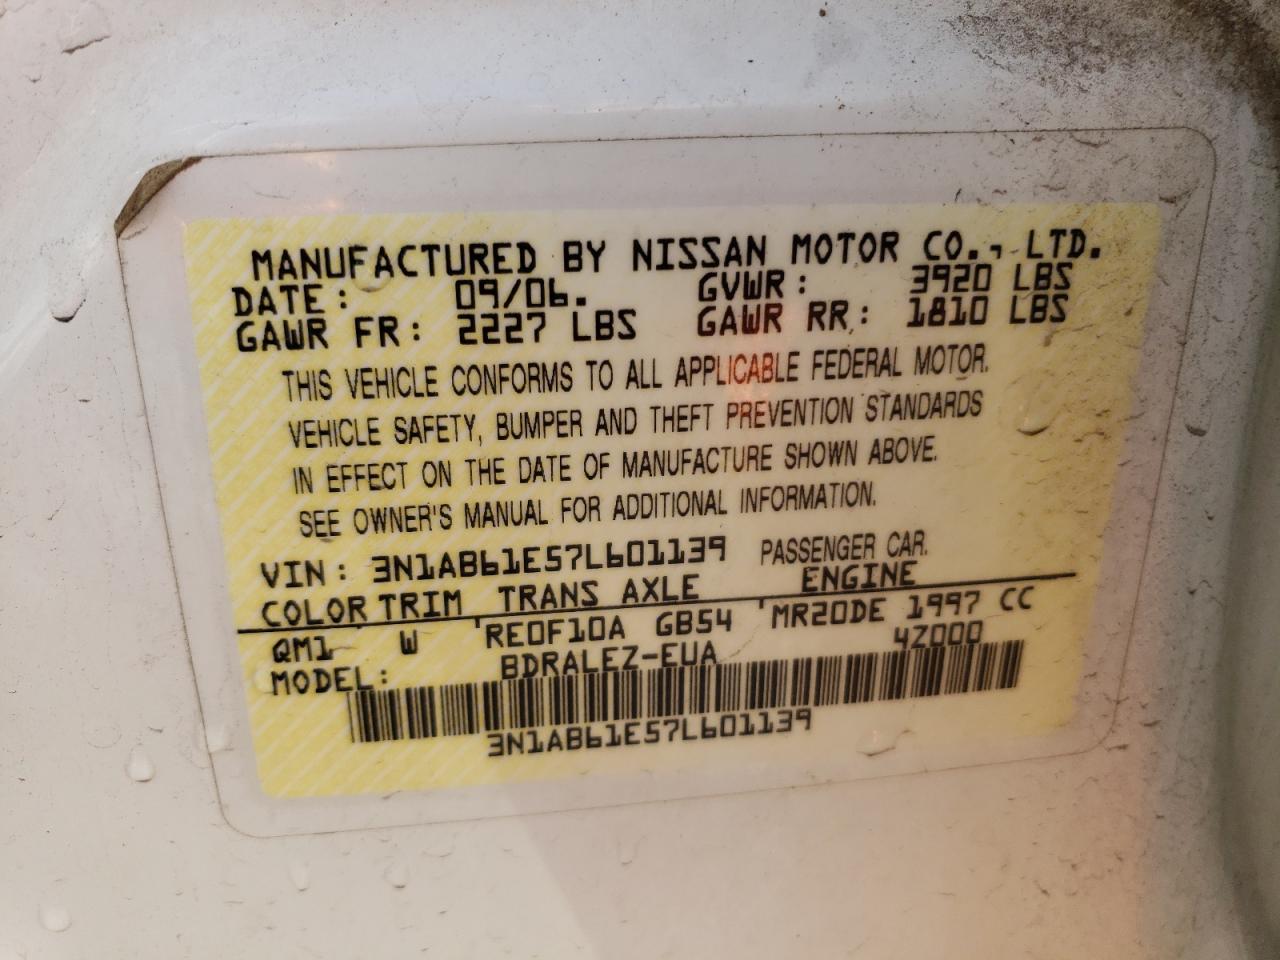 MANUFACTURED BY NISSAN MOTOR CO., LTD.
DATE: 09/06. GVWR: 3920 LBS
GAWR FR: 2227 LBS GAWR RR: 1810 LBS
THIS VEHICLE CONFORMS TO ALL APPLICABLE FEDERAL MOTOR.
VEHICLE SAFETY, BUMPER AND THEFT PREVENTION STANDARDS
IN EFFECT ON THE DATE OF MANUFACTURE SHOWN ABOVE.
SEE OWNER'S MANUAL FOR ADDITIONAL INFORMATION.
VIN: 3N1AB61E57L601139 PASSENGER CAR.
COLOR TRIM TRANS AXLE ENGINE
QM1 W RE0F10A GB54 MR20DE 1997 CC
MODEL: BDRALEZ-EUA 4Z000
3N1AB61E57L601139